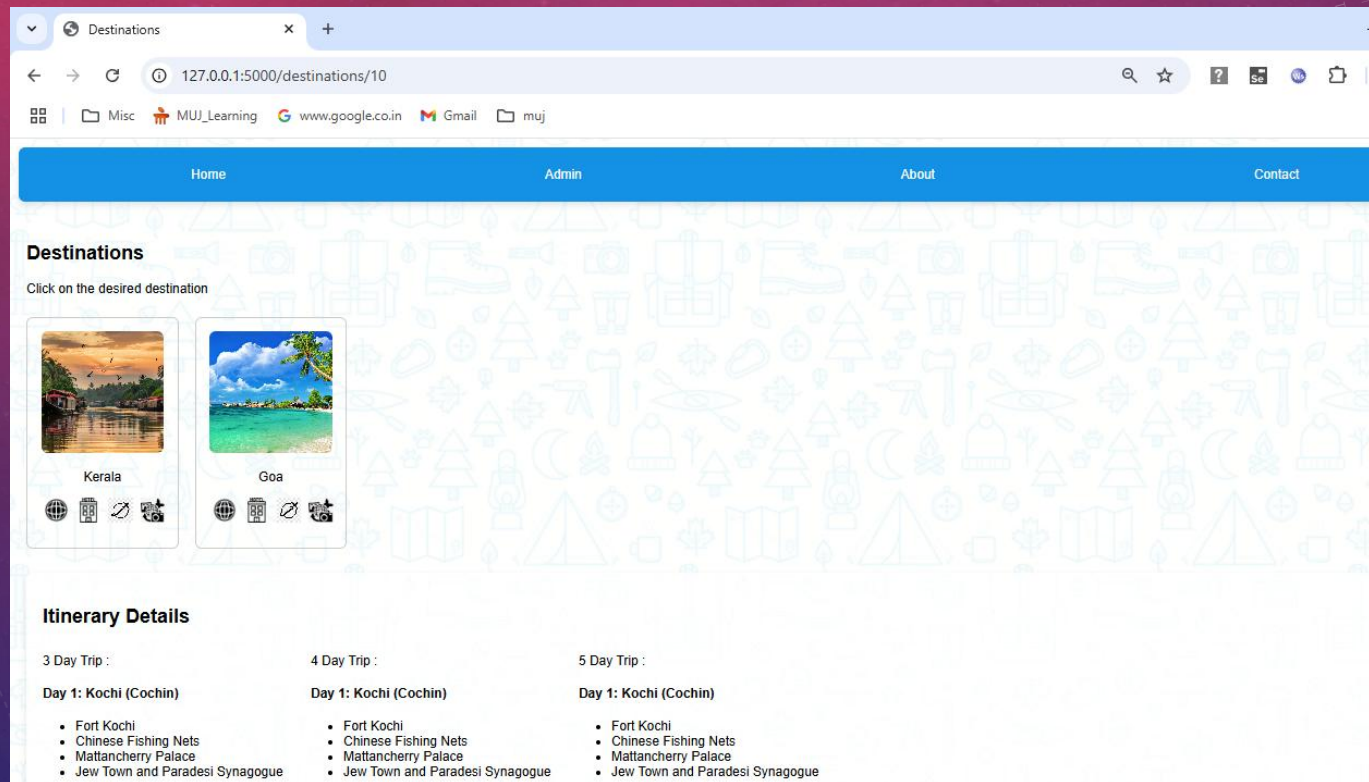 Destinations
127.0.0.1:5000/destinations/10
Misc MUJ_Learning www.google.co.in Gmail muj
Home Admin About Contact
Destinations
Click on the desired destination
Kerala Goa
Itinerary Details
3 Day Trip : 4 Day Trip : 5 Day Trip :
Day 1: Kochi (Cochin) Day 1: Kochi (Cochin) Day 1: Kochi (Cochin)
• Fort Kochi • Fort Kochi • Fort Kochi
• Chinese Fishing Nets • Chinese Fishing Nets • Chinese Fishing Nets
• Mattancherry Palace • Mattancherry Palace • Mattancherry Palace
• Jew Town and Paradesi Synagogue • Jew Town and Paradesi Synagogue • Jew Town and Paradesi Synagogue